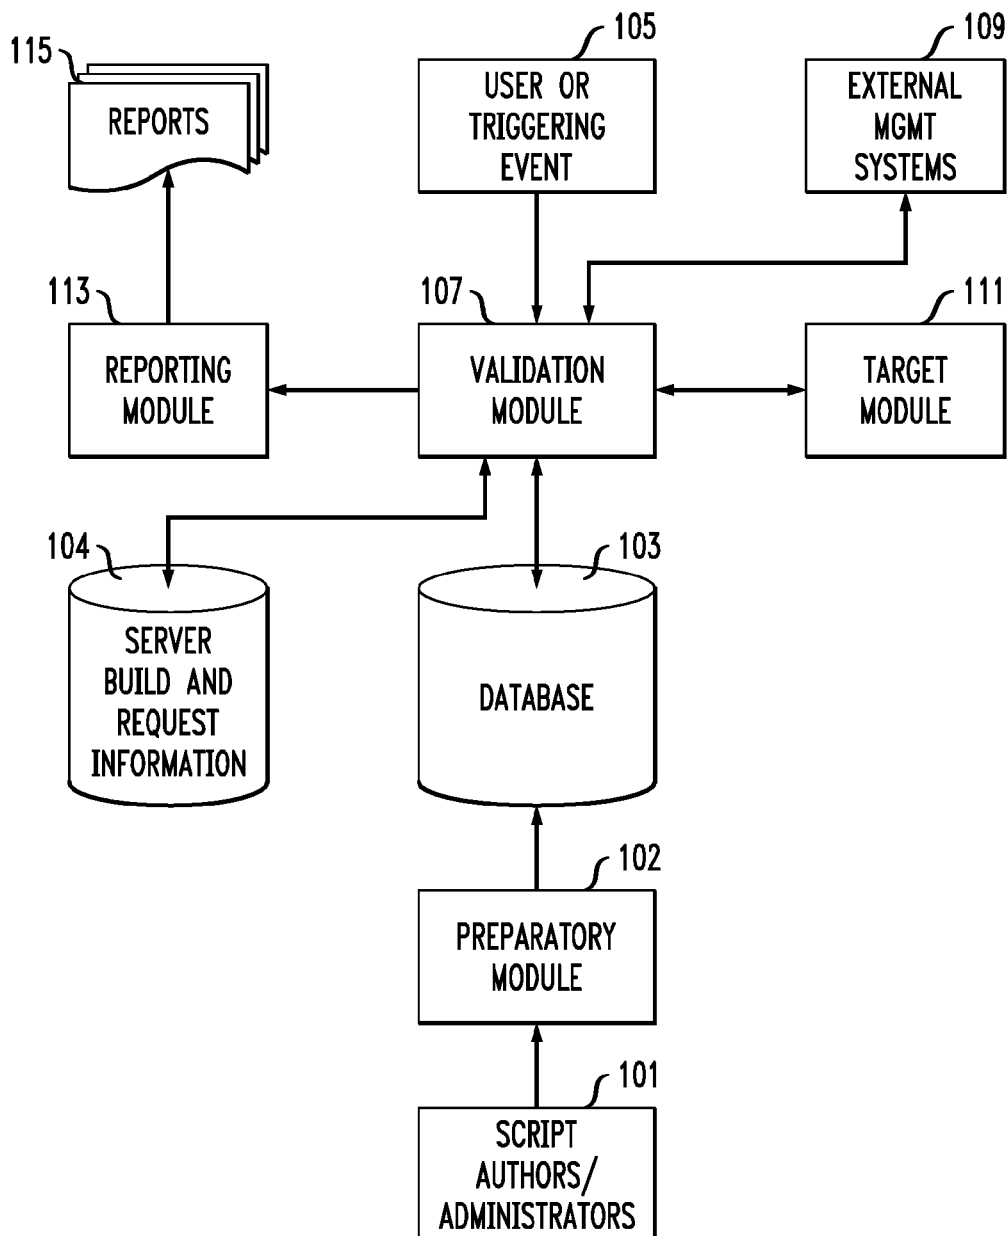 115
REPORTS
105
USER OR
TRIGGERING
EVENT
109
EXTERNAL
MGMT
SYSTEMS
113
REPORTING
MODULE
107
VALIDATION
MODULE
111
TARGET
MODULE
104
SERVER
BUILD AND
REQUEST
INFORMATION
103
DATABASE
102
PREPARATORY
MODULE
101
SCRIPT
AUTHORS/
ADMINISTRATORS